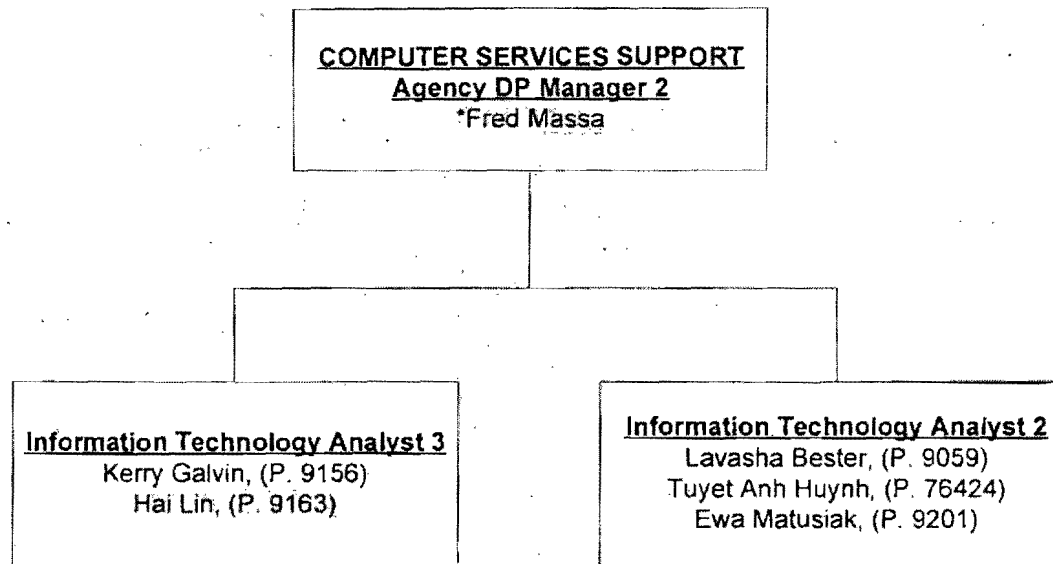 COMPUTER SERVICES SUPPORT
Agency DP Manager 2
*Fred Massa
Information Technology Analyst 3
Kerry Galvin, (P. 9156)
Hai Lin, (P. 9163)
Information Technology Analyst 2
Lavasha Bester, (P. 9059)
Tuyet Anh Huynh, (P. 76424)
Ewa Matusiak, (P. 9201)